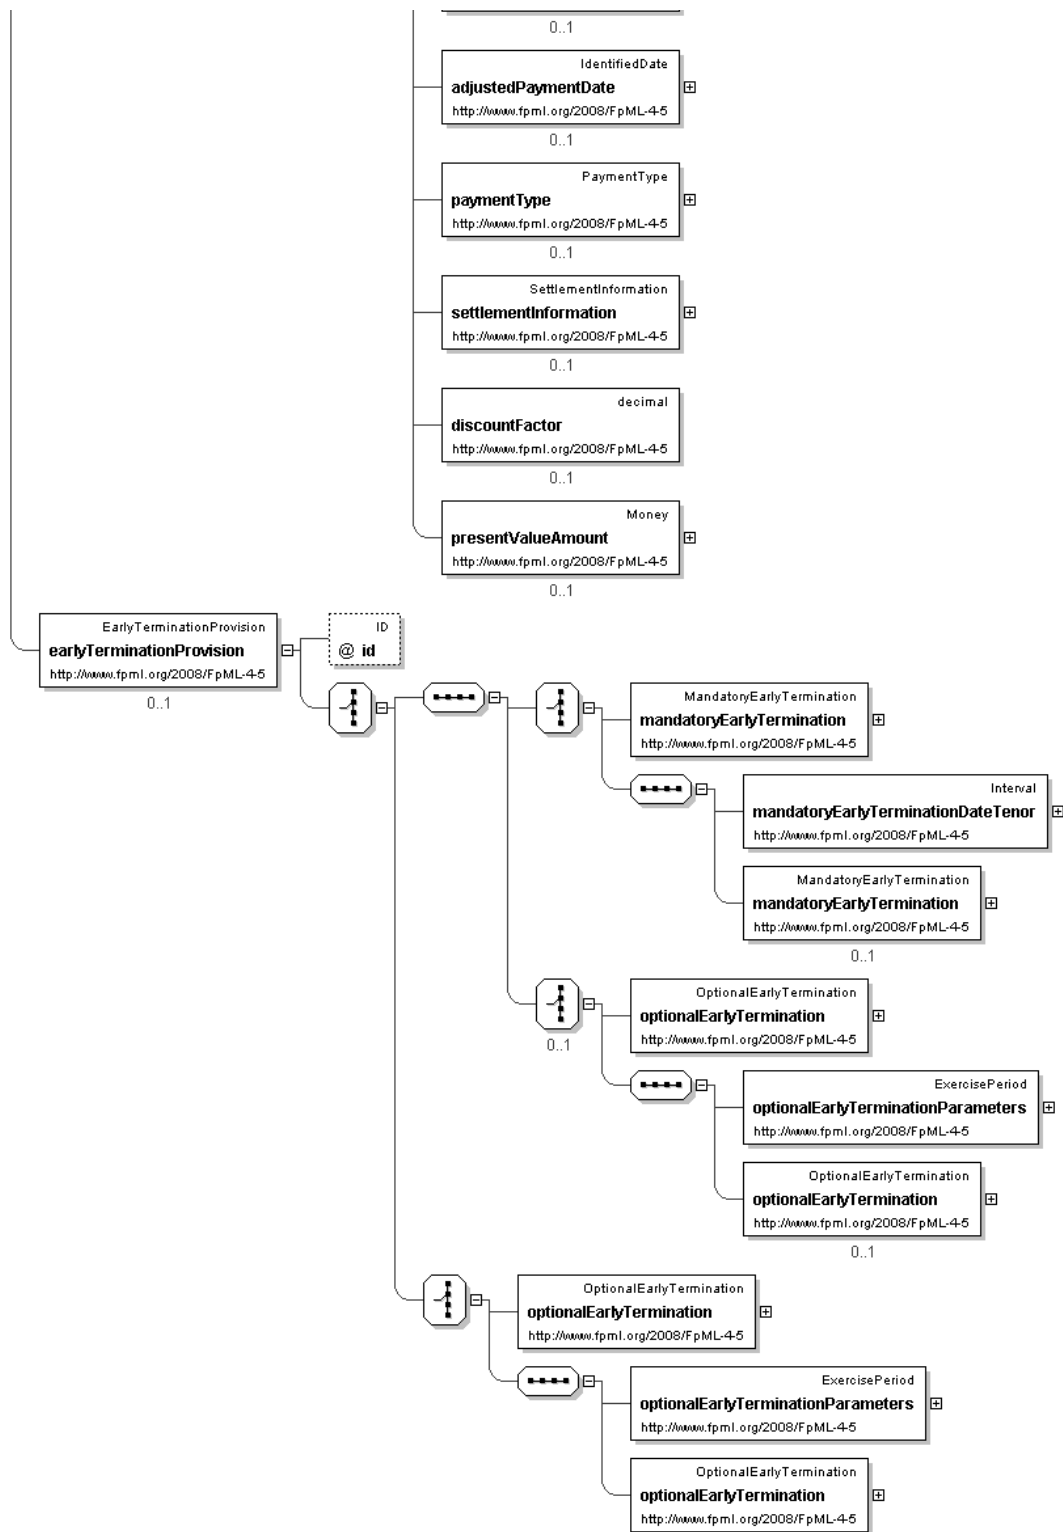 0..1
IdentifiedDate
adjustedPaymentDate
http://www.fpml.org/2008/FpML-4-5
0..1
PaymentType
paymentType
http://www.fpml.org/2008/FpML-4-5
0..1
SettlementInformation
settlementInformation
http://www.fpml.org/2008/FpML-4-5
0..1
decimal
discountFactor
http://www.fpml.org/2008/FpML-4-5
0..1
Money
presentValueAmount
http://www.fpml.org/2008/FpML-4-5
0..1
EarlyTerminationProvision
earlyTerminationProvision
http://www.fpml.org/2008/FpML-4-5
0..1
ID
@ id
MandatoryEarlyTermination
mandatoryEarlyTermination
http://www.fpml.org/2008/FpML-4-5
Interval
mandatoryEarlyTerminationDateTenor
http://www.fpml.org/2008/FpML-4-5
MandatoryEarlyTermination
mandatoryEarlyTermination
http://www.fpml.org/2008/FpML-4-5
0..1
0..1
OptionalEarlyTermination
optionalEarlyTermination
http://www.fpml.org/2008/FpML-4-5
ExercisePeriod
optionalEarlyTerminationParameters
http://www.fpml.org/2008/FpML-4-5
OptionalEarlyTermination
optionalEarlyTermination
http://www.fpml.org/2008/FpML-4-5
0..1
OptionalEarlyTermination
optionalEarlyTermination
http://www.fpml.org/2008/FpML-4-5
ExercisePeriod
optionalEarlyTerminationParameters
http://www.fpml.org/2008/FpML-4-5
OptionalEarlyTermination
optionalEarlyTermination
http://www.fpml.org/2008/FpML-4-5